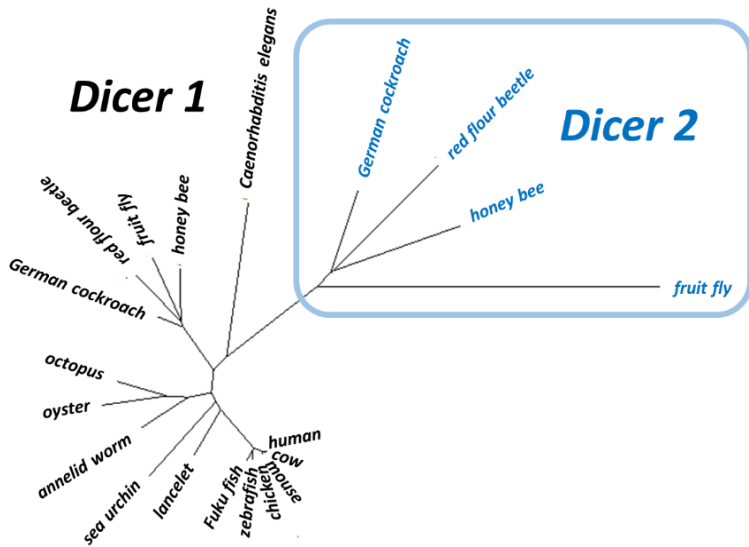 Dicer 1
Caenorhabditis elegans
German cockroach
red flour beetle
Dicer 2
honey bee
fruit fly
red flour beetle
fruit fly
honey bee
German cockroach
octopus
oyster
annelid worm
sea urchin
lancelet
Fuku fish
zebrafish
chicken
mouse
cow
human